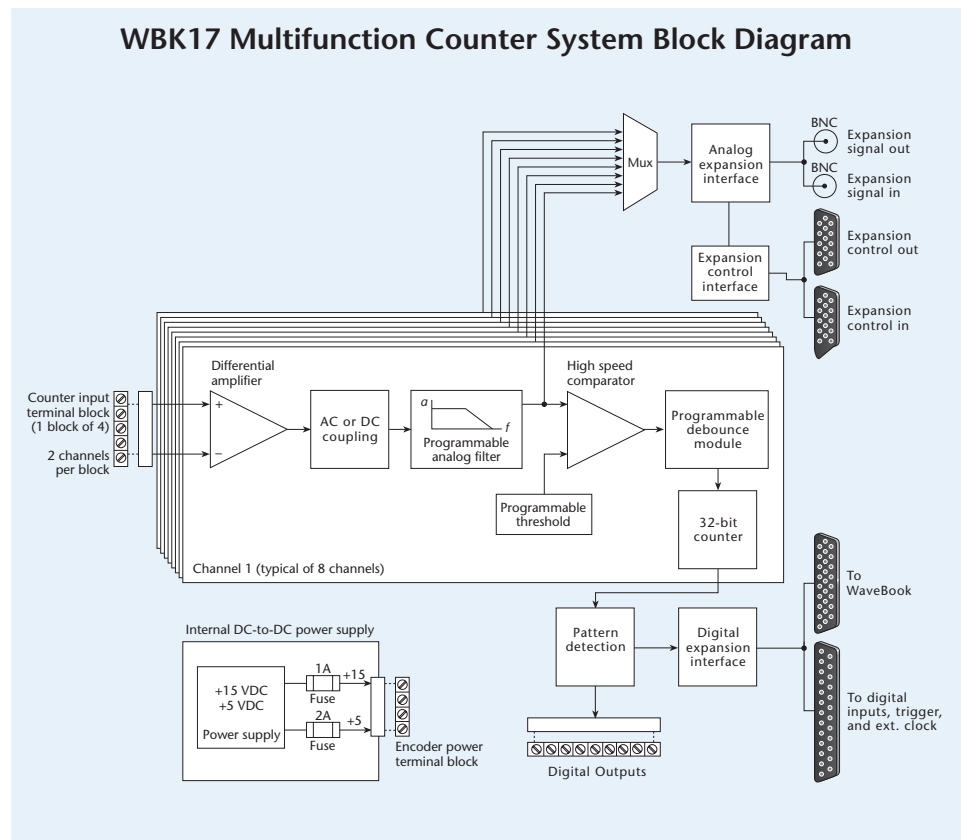 WBK17 Multifunction Counter System Block Diagram
BNC
Expansion
signal out
BNC
Expansion
signal in
Mux
Analog
expansion
interface
Expansion
control out
Expansion
control
interface
Expansion
control in
Differential
amplifier
High speed
comparator
Counter input
terminal block
(1 block of 4)
2 channels
per block
+
−
AC or DC
coupling
a
f
Programmable
analog filter
Programmable
debounce
module
Programmable
threshold
32-bit
counter
Channel 1 (typical of 8 channels)
To
WaveBook
Pattern
detection
Digital
expansion
interface
To digital
inputs, trigger,
and ext. clock
Digital Outputs
Internal DC-to-DC power supply
+15 VDC
+5 VDC
Power supply
1A
+15
Fuse
2A
+5
Fuse
Encoder power
terminal block